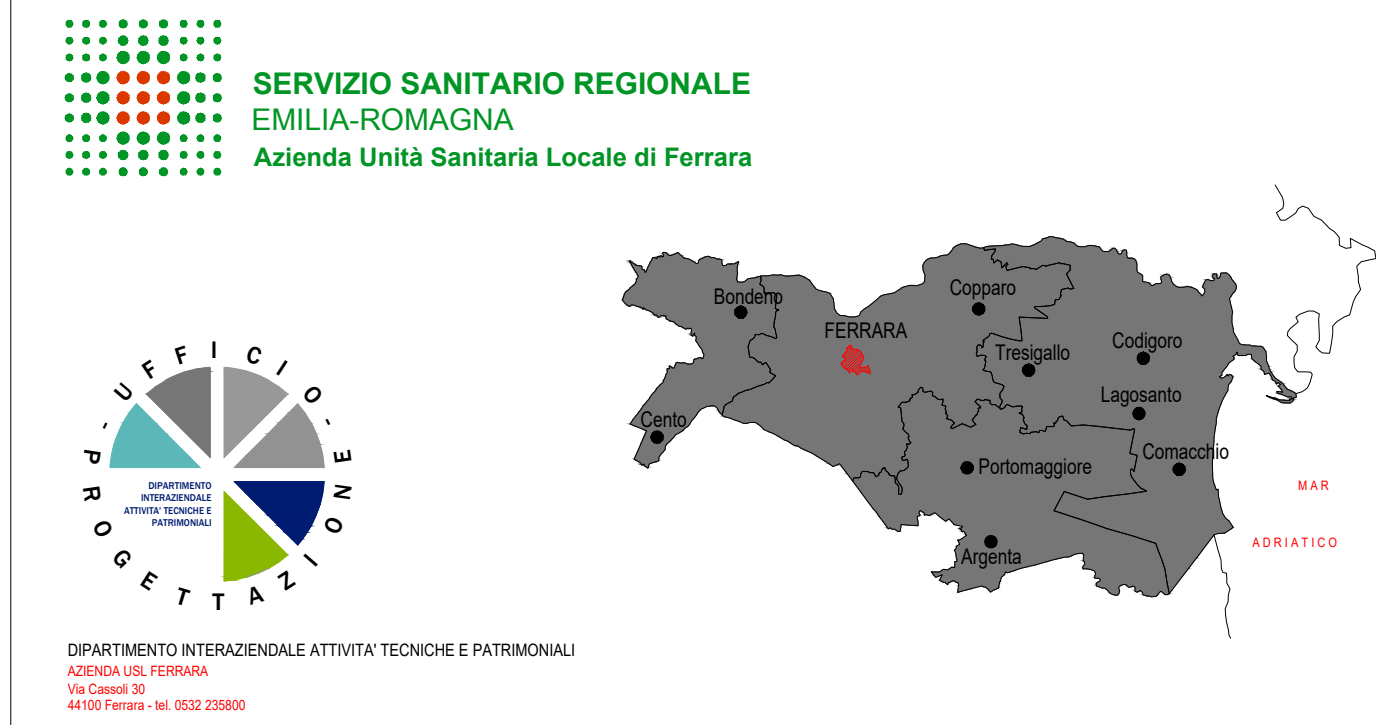 SERVIZIO SANITARIO REGIONALE
EMILIA-ROMAGNA
Azienda Unità Sanitaria Locale di Ferrara
Bondeno
Copparo
FERRARA
Tresigallo
Codigoro
Lagosanto
Cento
Comacchio
Portomaggiore
Argenta
MAR
ADRIATICO
- UFFICIO - PROGETTAZIONE
DIPARTIMENTO
INTERAZIENDALE
ATTIVITA' TECNICHE E
PATRIMONIALI
DIPARTIMENTO INTERAZIENDALE ATTIVITA' TECNICHE E PATRIMONIALI
AZIENDA USL FERRARA
Via Cassoli 30
44100 Ferrara - tel. 0532 235800